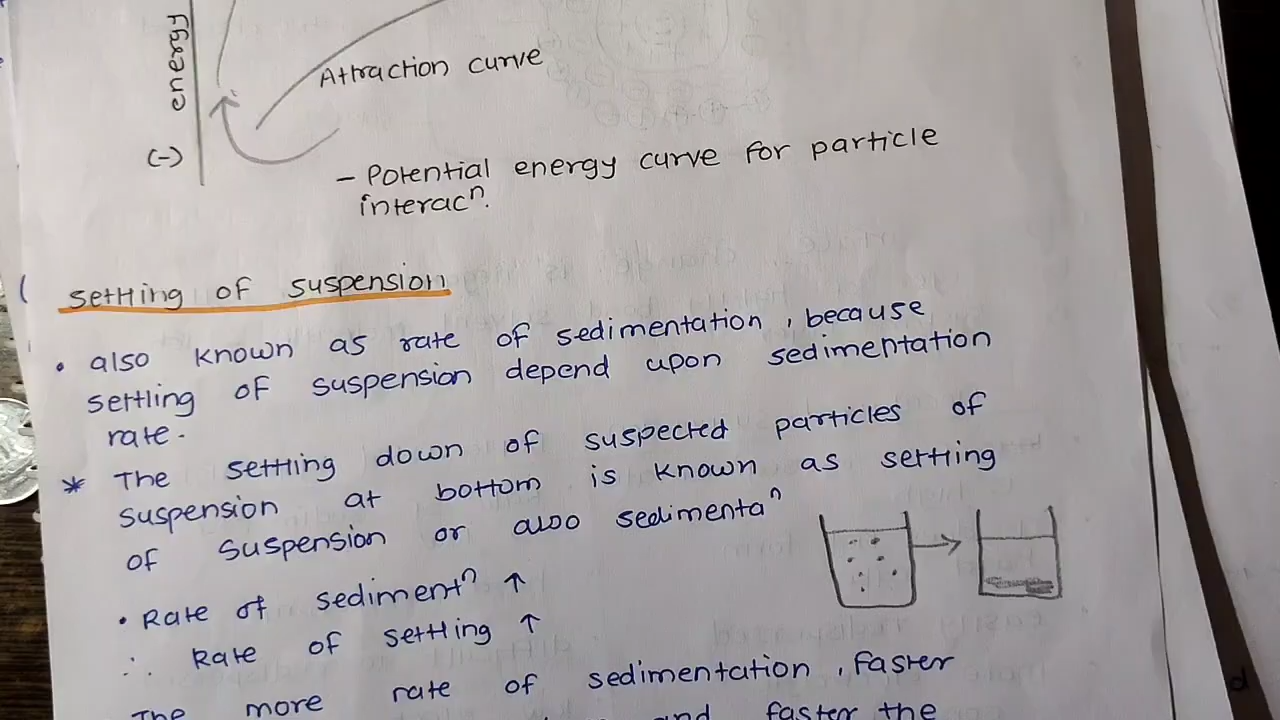 energy
Attraction curve
(-)
- Potential energy curve for particle
interacⁿ.
settling of suspension
• also known as rate of sedimentation, because
settling of suspension depend upon sedimentation
rate.
* The settling down of suspected particles of
suspension at bottom is known as settling
of suspension or also sedimentaⁿ
• Rate of sedimentⁿ ↑
∴ Rate of settling ↑
The more rate of sedimentation, faster
and faster the